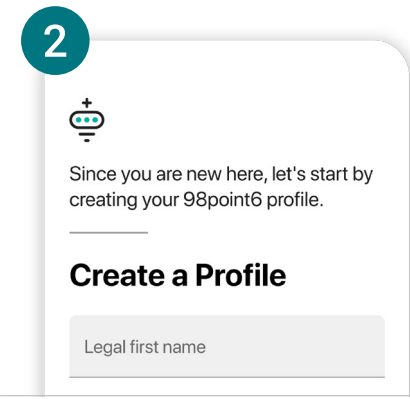 2
Since you are new here, let's start by
creating your 98point6 profile.
Create a Profile
Legal first name